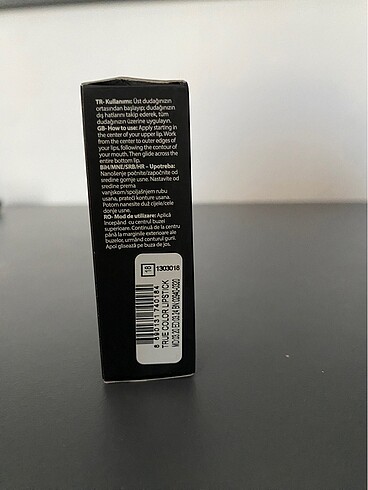 TR- Kullanımı: Üst dudağınızın
ortasından başlayıp; dudağınızın
dış hatlarını takip ederek, tüm
dudağınızın üzerine uygulayın.
GB- How to use: Apply starting in
the center of your upper lip. Work
from the center to outer edges of
your lips, following the contour of
your mouth. Then glide across the
entire bottom lip.
BIH/MNE/SRB/HR - Upotreba:
Nanošenje počnite/započnite od
sredine gornje usne. Nastavite od
sredine prema
vanjskom/spoljašnjem rubu
usana, prateći konture usana.
Potom nanesite duž cijele/cele
donje usne.
RO- Mod de utilizare: Aplică
începând cu centrul buzei
superioare. Continuă de la centru
până la marginile exterioare ale
buzelor, urmând conturul gurii.
Apoi glisează pe buza de jos.
18
1303018
8 690131 740184
TRUE COLOR LIPSTICK